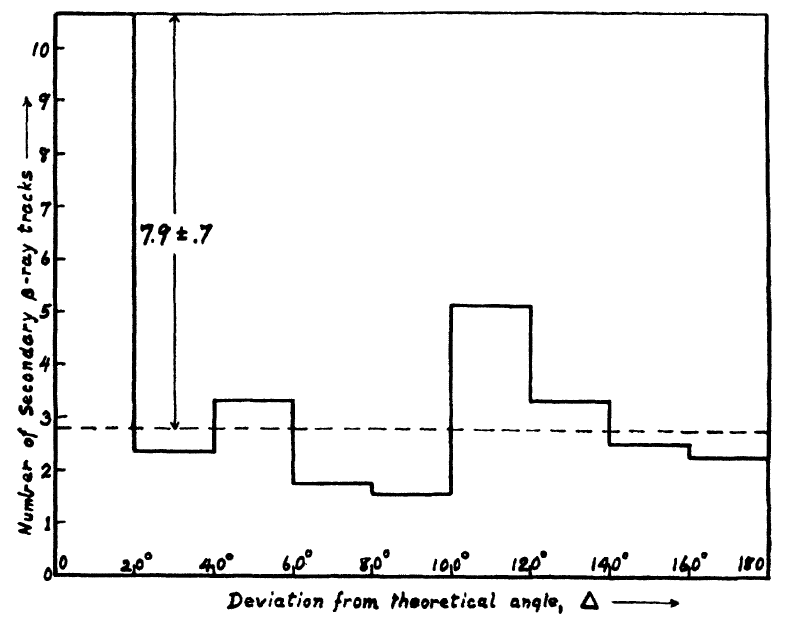 Number of Secondary β-ray tracks ⟶
10
9
8
7
6
5
4
3
2
1
0
7.9 ± .7
0 20° 40° 60° 80° 100° 120° 140° 160° 180
Deviation from theoretical angle, Δ ⟶